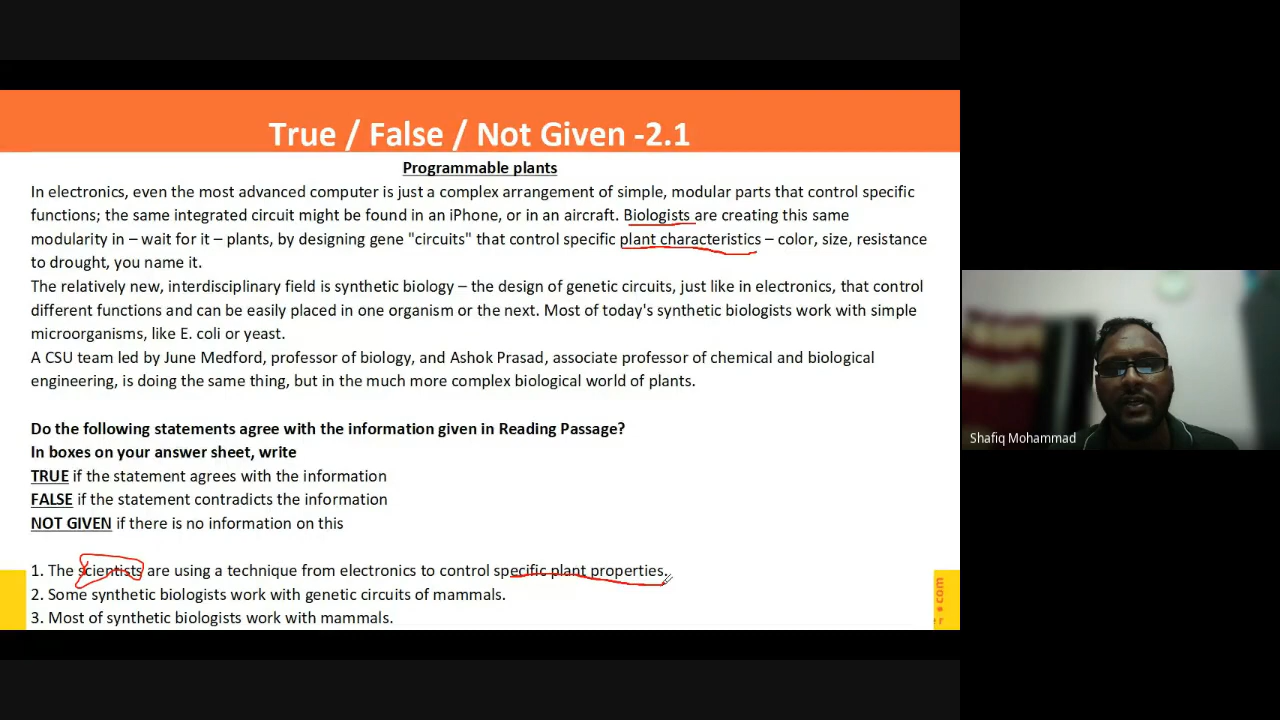 True / False / Not Given -2.1
Programmable plants
In electronics, even the most advanced computer is just a complex arrangement of simple, modular parts that control specific
functions; the same integrated circuit might be found in an iPhone, or in an aircraft. Biologists are creating this same
modularity in – wait for it – plants, by designing gene "circuits" that control specific plant characteristics – color, size, resistance
to drought, you name it.
The relatively new, interdisciplinary field is synthetic biology – the design of genetic circuits, just like in electronics, that control
different functions and can be easily placed in one organism or the next. Most of today's synthetic biologists work with simple
microorganisms, like E. coli or yeast.
A CSU team led by June Medford, professor of biology, and Ashok Prasad, associate professor of chemical and biological
engineering, is doing the same thing, but in the much more complex biological world of plants.
Do the following statements agree with the information given in Reading Passage?
In boxes on your answer sheet, write
TRUE if the statement agrees with the information
FALSE if the statement contradicts the information
NOT GIVEN if there is no information on this
1. The scientists are using a technique from electronics to control specific plant properties.
2. Some synthetic biologists work with genetic circuits of mammals.
3. Most of synthetic biologists work with mammals.
Shafiq Mohammad
com